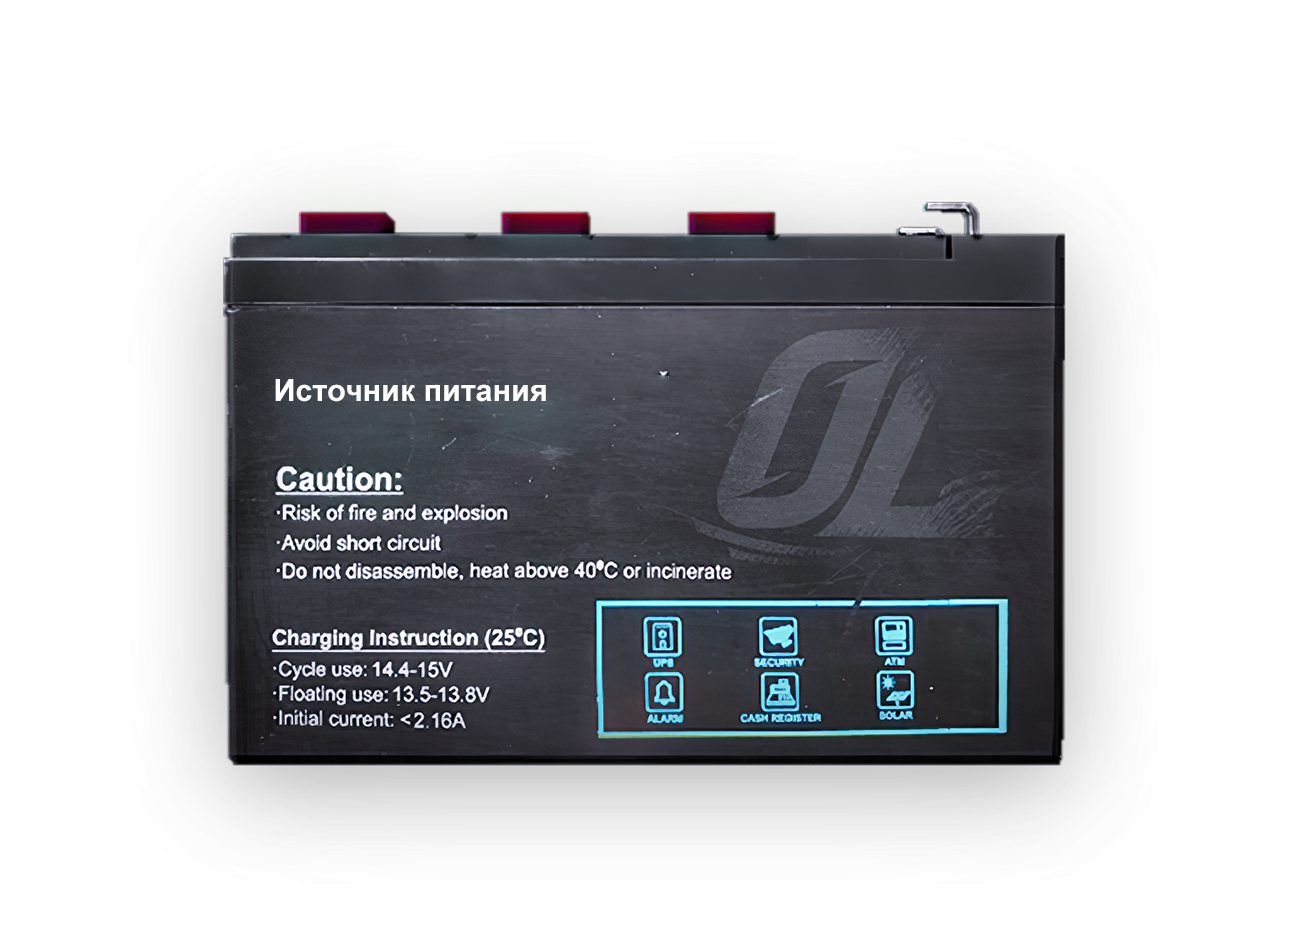 Источник питания
OL
Caution:
·Risk of fire and explosion
·Avoid short circuit
·Do not disassemble, heat above 40°C or incinerate
Charging Instruction (25°C)
·Cycle use: 14.4-15V
·Floating use: 13.5-13.8V
·Initial current: <2.16A
UPS SECURITY ATM
ALARM CASH REGISTER SOLAR